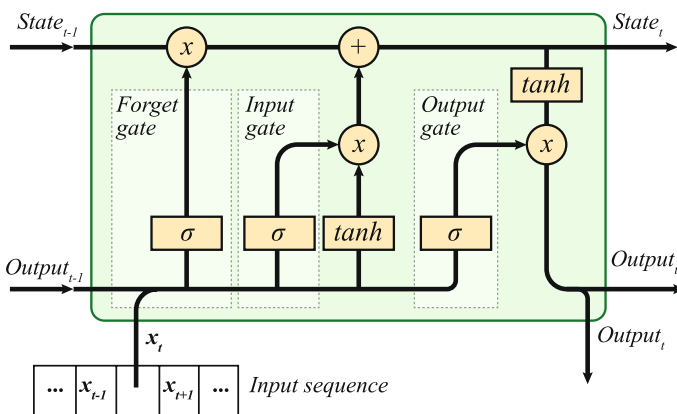 State_{t-1}
State_t
x
+
tanh
Forget
gate
Input
gate
Output
gate
x
x
σ
σ
tanh
σ
Output_{t-1}
Output_t
x_t
Output_t
... x_{t-1} x_{t+1} ...
Input sequence